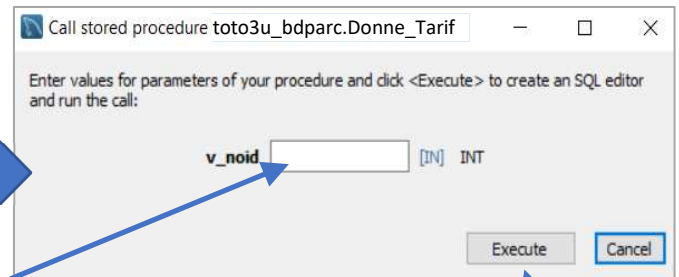 Call stored procedure toto3u_bdparc.Donne_Tarif
Enter values for parameters of your procedure and click <Execute> to create an SQL editor
and run the call:
v_noid [IN] INT
Execute Cancel